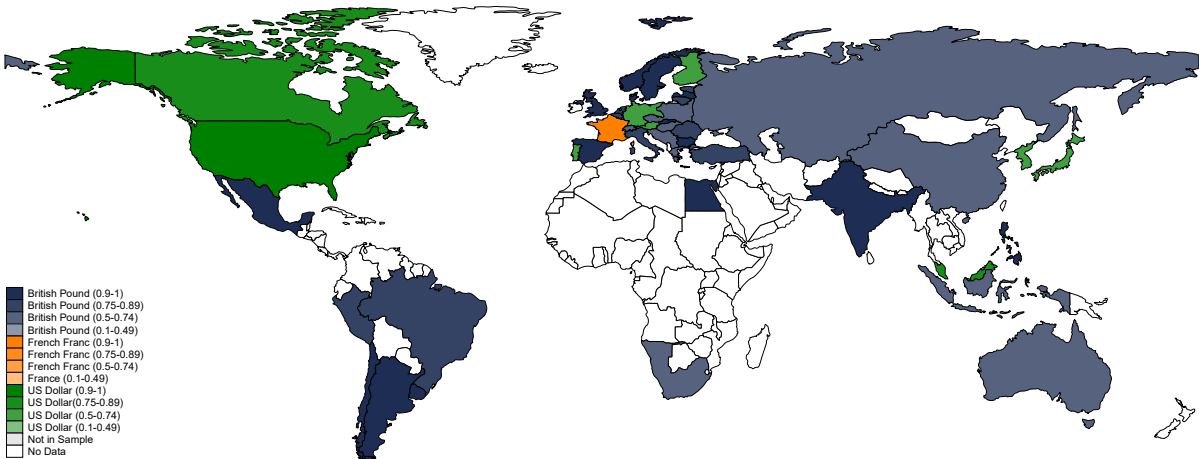 British Pound (0.9-1)
British Pound (0.75-0.89)
British Pound (0.5-0.74)
British Pound (0.1-0.49)
French Franc (0.9-1)
French Franc (0.75-0.89)
French Franc (0.5-0.74)
France (0.1-0.49)
US Dollar (0.9-1)
US Dollar(0.75-0.89)
US Dollar (0.5-0.74)
US Dollar (0.1-0.49)
Not in Sample
No Data